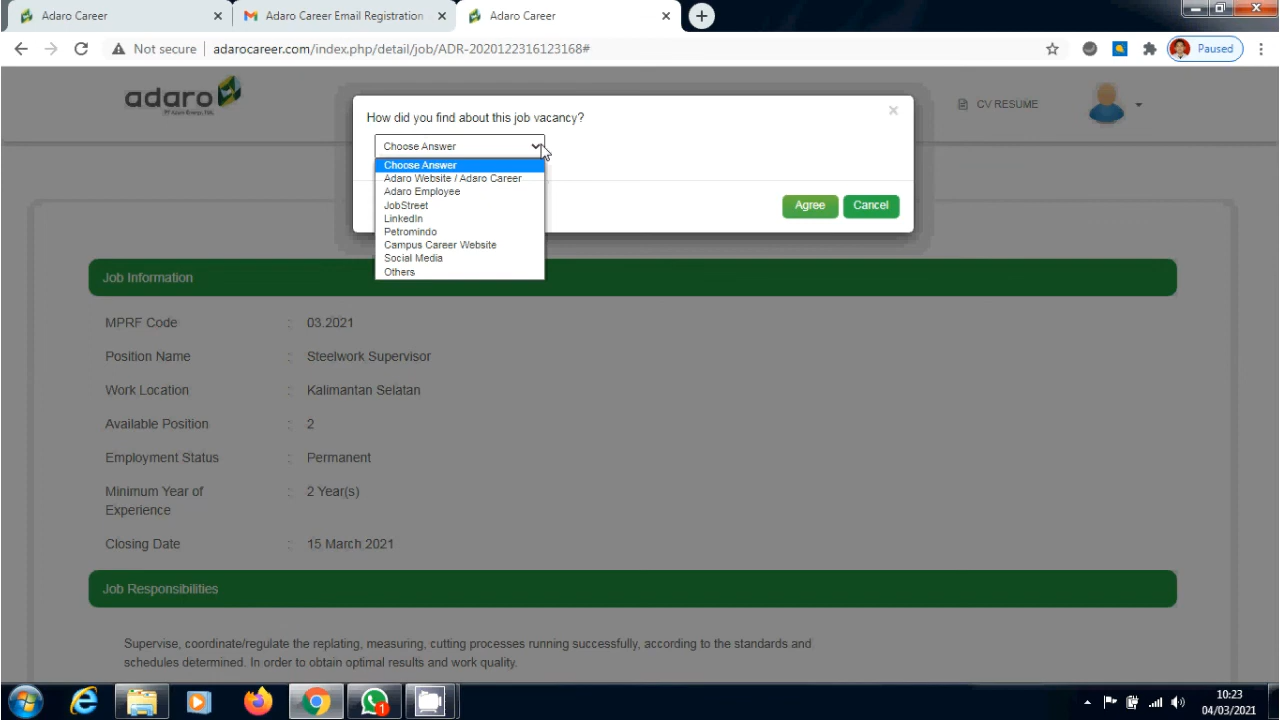 Adaro Career
Adaro Career Email Registration
Adaro Career
Not secure
adarocareer.com/index.php/detail/job/ADR-2020122316123168#
Paused
adaro
CV RESUME
How did you find about this job vacancy?
Choose Answer
Choose Answer
Adaro Website / Adaro Career
Adaro Employee
JobStreet
LinkedIn
Petromindo
Campus Career Website
Social Media
Others
Agree
Cancel
Job Information
MPRF Code : 03.2021
Position Name : Steelwork Supervisor
Work Location : Kalimantan Selatan
Available Position : 2
Employment Status : Permanent
Minimum Year of : 2 Year(s)
Experience
Closing Date : 15 March 2021
Job Responsibilities
Supervise, coordinate/regulate the replating, measuring, cutting processes running successfully, according to the standards and
schedules determined. In order to obtain optimal results and work quality.
1
10:23
04/03/2021